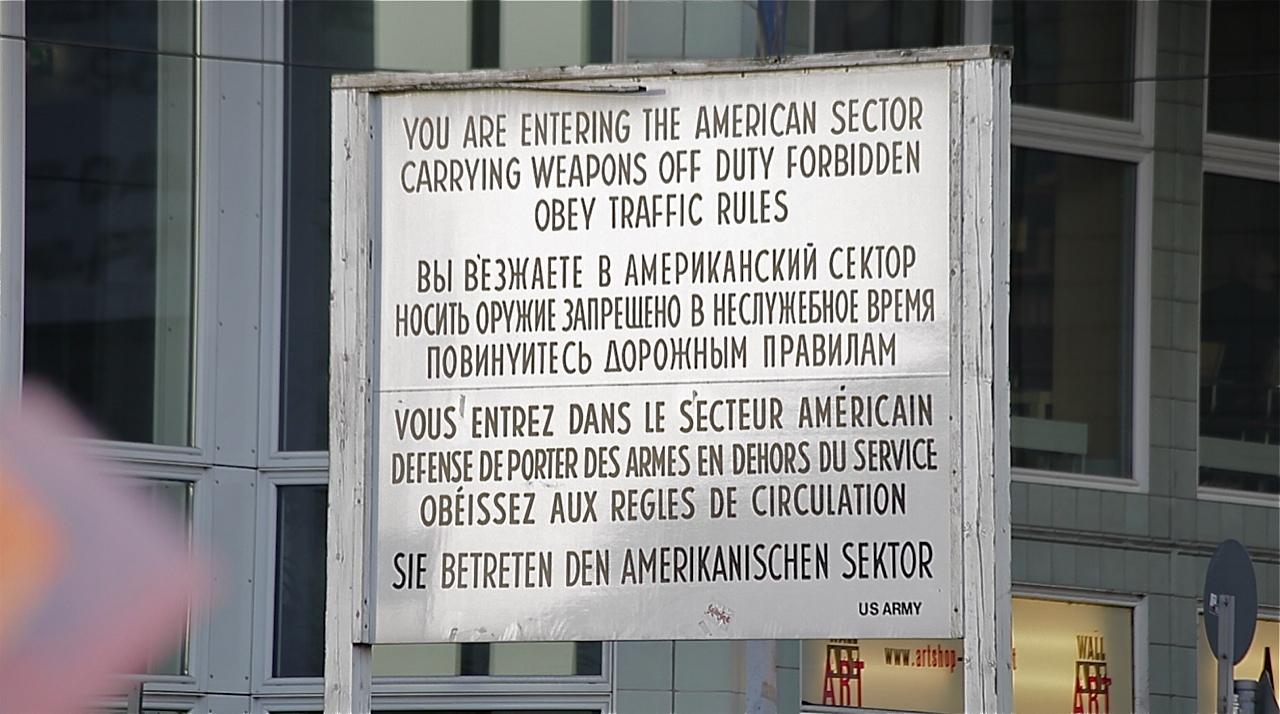 YOU ARE ENTERING THE AMERICAN SECTOR
CARRYING WEAPONS OFF DUTY FORBIDDEN
OBEY TRAFFIC RULES
ВЫ В'ЕЗЖАЕТЕ В АМЕРИКАНСКИЙ СЕКТОР
НОСИТЬ ОРУЖИЕ ЗАПРЕЩЕНО В НЕСЛУЖЕБНОЕ ВРЕМЯ
ПОВИНУИТЕСЬ ДОРОЖНЫМ ПРАВИЛАМ
VOUS ENTREZ DANS LE SECTEUR AMÉRICAIN
DEFENSE DE PORTER DES ARMES EN DEHORS DU SERVICE
OBÉISSEZ AUX REGLES DE CIRCULATION
SIE BETRETEN DEN AMERIKANISCHEN SEKTOR
US ARMY
WALL
ART
www.artshop-
WALL
ART